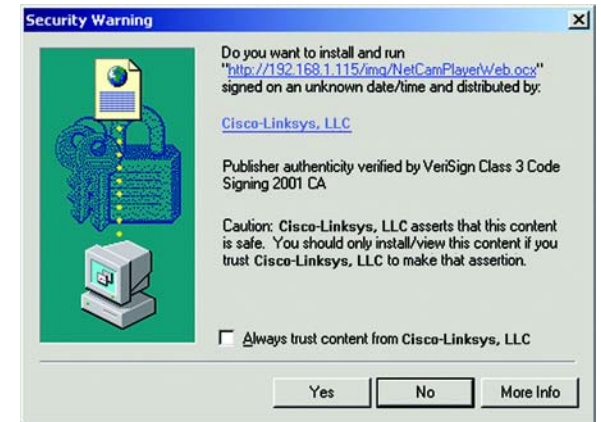 Security Warning
Do you want to install and run
"http://192.168.1.115/img/NetCamPlayerWeb.ocx"
signed on an unknown date/time and distributed by:
Cisco-Linksys, LLC
Publisher authenticity verified by VeriSign Class 3 Code
Signing 2001 CA
Caution: Cisco-Linksys, LLC asserts that this content
is safe. You should only install/view this content if you
trust Cisco-Linksys, LLC to make that assertion.
Always trust content from Cisco-Linksys, LLC
Yes
No
More Info